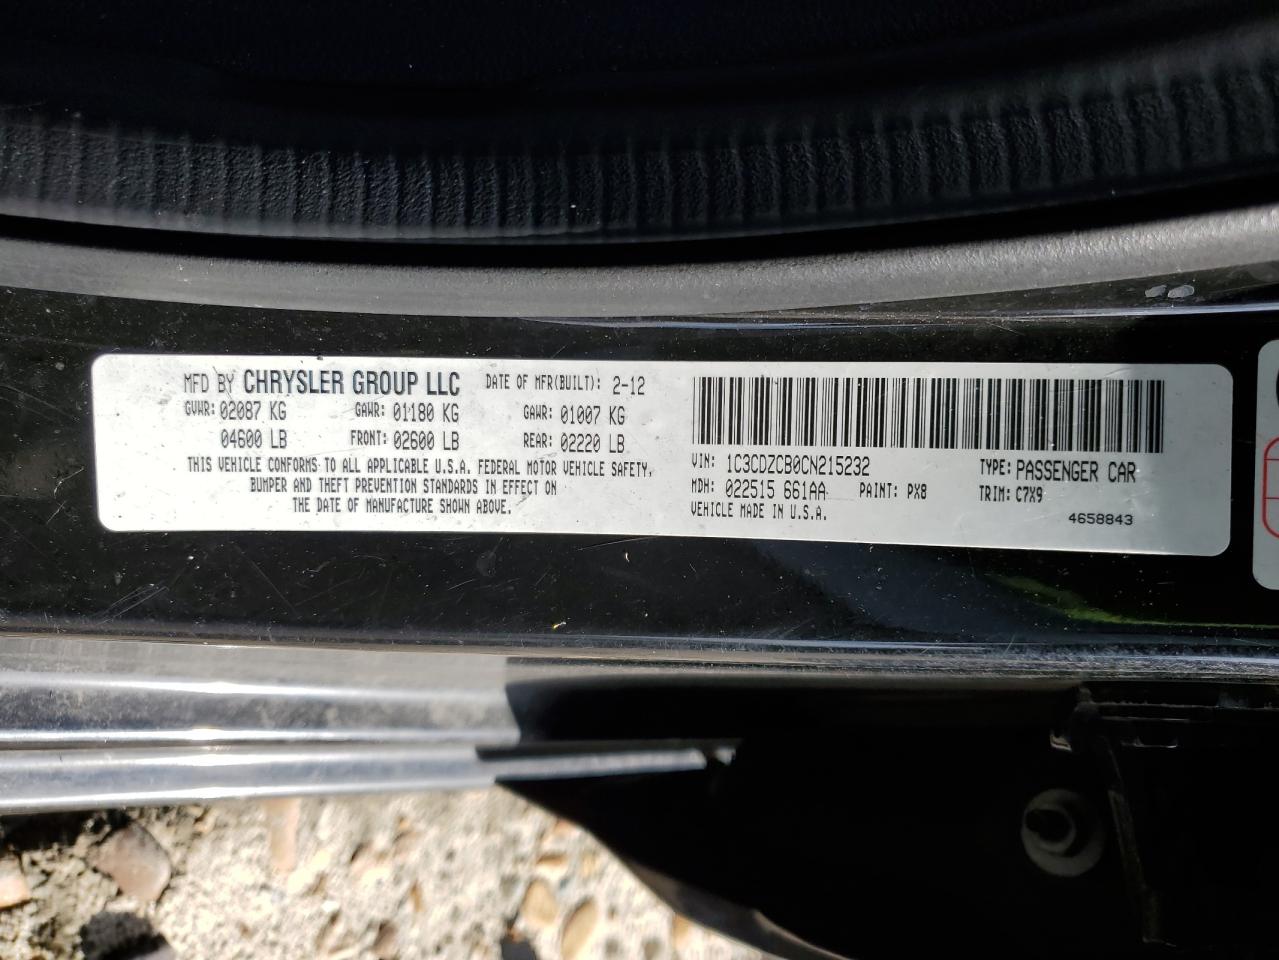 MFD BY CHRYSLER GROUP LLC DATE OF MFR(BUILT): 2-12
GVWR: 02087 KG GAWR: 01180 KG GAWR: 01007 KG
04600 LB FRONT: 02600 LB REAR: 02220 LB
THIS VEHICLE CONFORMS TO ALL APPLICABLE U.S.A. FEDERAL MOTOR VEHICLE SAFETY,
BUMPER AND THEFT PREVENTION STANDARDS IN EFFECT ON
THE DATE OF MANUFACTURE SHOWN ABOVE.
VIN: 1C3CDZCB0CN215232 TYPE: PASSENGER CAR
MDH: 022515 661AA PAINT: PX8 TRIM: C7X9
VEHICLE MADE IN U.S.A.
4658843